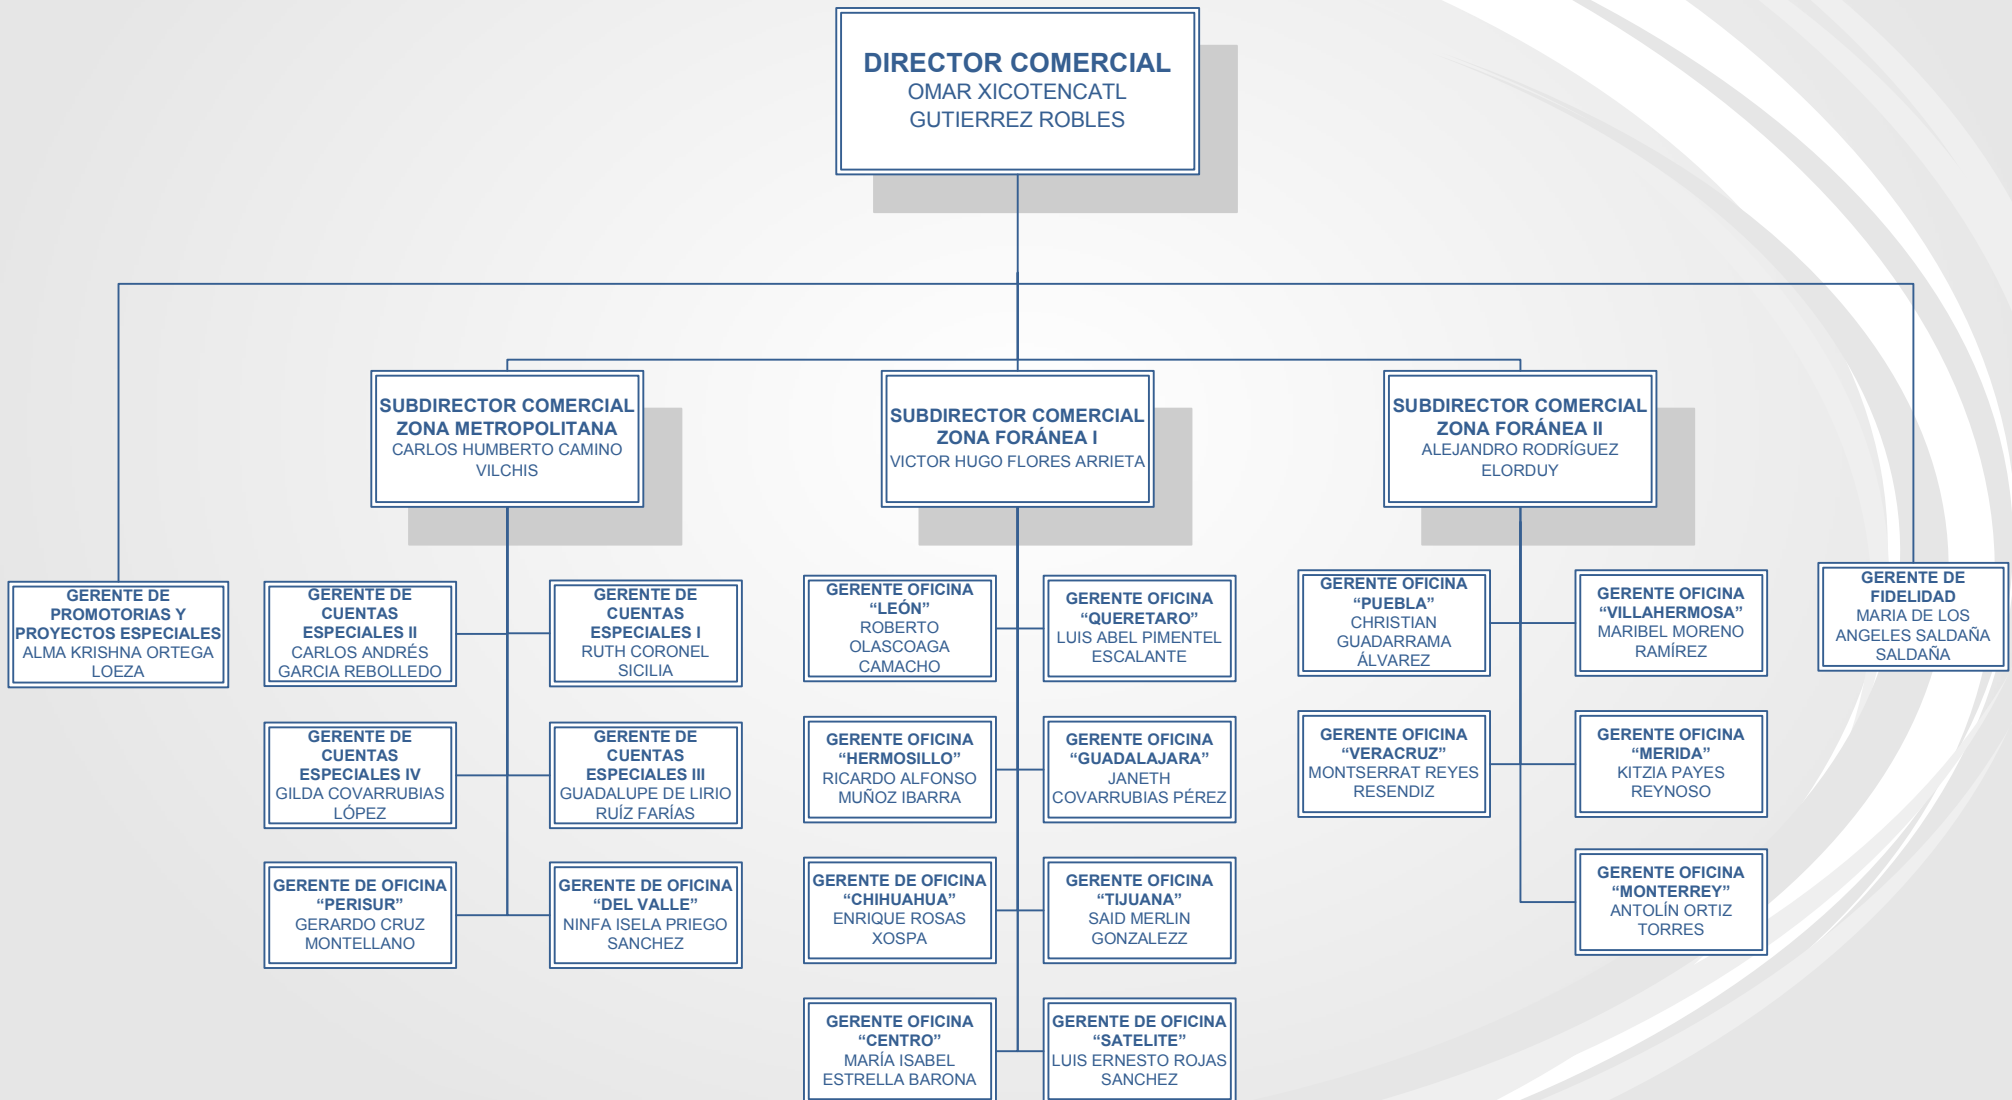 DIRECTOR COMERCIAL
OMAR XICOTENCATL
GUTIERREZ ROBLES
SUBDIRECTOR COMERCIAL
ZONA METROPOLITANA
CARLOS HUMBERTO CAMINO
VILCHIS
SUBDIRECTOR COMERCIAL
ZONA FORÁNEA I
VICTOR HUGO FLORES ARRIETA
SUBDIRECTOR COMERCIAL
ZONA FORÁNEA II
ALEJANDRO RODRÍGUEZ
ELORDUY
GERENTE DE
PROMOTORIAS Y
PROYECTOS ESPECIALES
ALMA KRISHNA ORTEGA
LOEZA
GERENTE DE
CUENTAS
ESPECIALES II
CARLOS ANDRÉS
GARCIA REBOLLEDO
GERENTE DE
CUENTAS
ESPECIALES I
RUTH CORONEL
SICILIA
GERENTE OFICINA
“LEÓN”
ROBERTO
OLASCOAGA
CAMACHO
GERENTE OFICINA
“QUERETARO”
LUIS ABEL PIMENTEL
ESCALANTE
GERENTE OFICINA
“PUEBLA”
CHRISTIAN
GUADARRAMA
ÁLVAREZ
GERENTE OFICINA
“VILLAHERMOSA”
MARIBEL MORENO
RAMÍREZ
GERENTE DE
FIDELIDAD
MARIA DE LOS
ANGELES SALDAÑA
SALDAÑA
GERENTE DE
CUENTAS
ESPECIALES IV
GILDA COVARRUBIAS
LÓPEZ
GERENTE DE
CUENTAS
ESPECIALES III
GUADALUPE DE LIRIO
RUÍZ FARÍAS
GERENTE OFICINA
“HERMOSILLO”
RICARDO ALFONSO
MUÑOZ IBARRA
GERENTE OFICINA
“GUADALAJARA”
JANETH
COVARRUBIAS PÉREZ
GERENTE OFICINA
“VERACRUZ”
MONTSERRAT REYES
RESENDIZ
GERENTE OFICINA
“MERIDA”
KITZIA PAYES
REYNOSO
GERENTE DE OFICINA
“PERISUR”
GERARDO CRUZ
MONTELLANO
GERENTE DE OFICINA
“DEL VALLE”
NINFA ISELA PRIEGO
SANCHEZ
GERENTE DE OFICINA
“CHIHUAHUA”
ENRIQUE ROSAS
XOSPA
GERENTE OFICINA
“TIJUANA”
SAID MERLIN
GONZALEZZ
GERENTE OFICINA
“MONTERREY”
ANTOLÍN ORTIZ
TORRES
GERENTE OFICINA
“CENTRO”
MARÍA ISABEL
ESTRELLA BARONA
GERENTE DE OFICINA
“SATELITE”
LUIS ERNESTO ROJAS
SANCHEZ